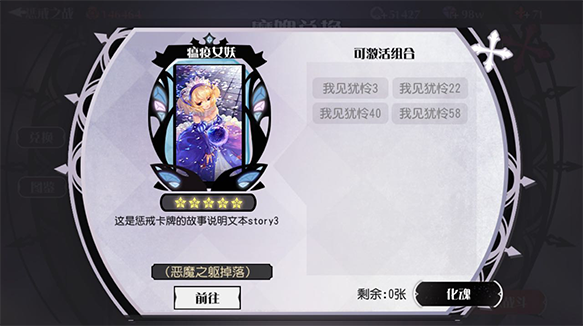 瘟疫女妖
可激活组合
我见犹怜3 我见犹怜22
我见犹怜40 我见犹怜58
这是惩戒卡牌的故事说明文本story3
(恶魔之躯掉落)
前往
剩余:0张
化魂